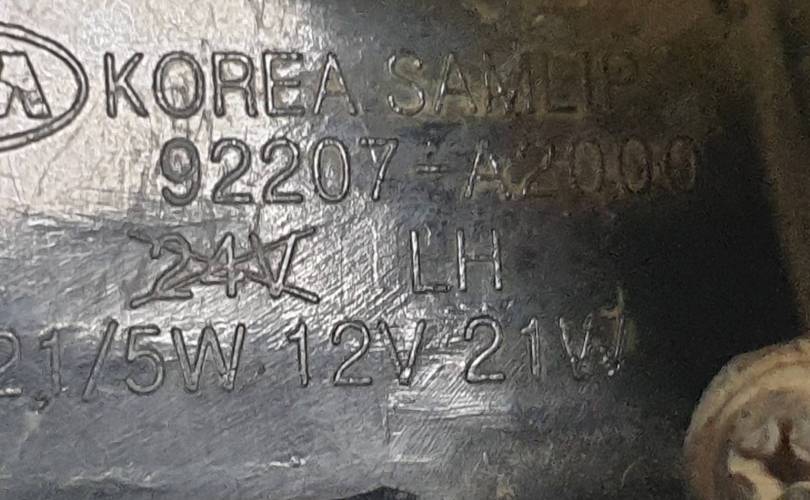 KOREA SAMLIP
92207-A2000
24V LH
21/5W 12V 21W